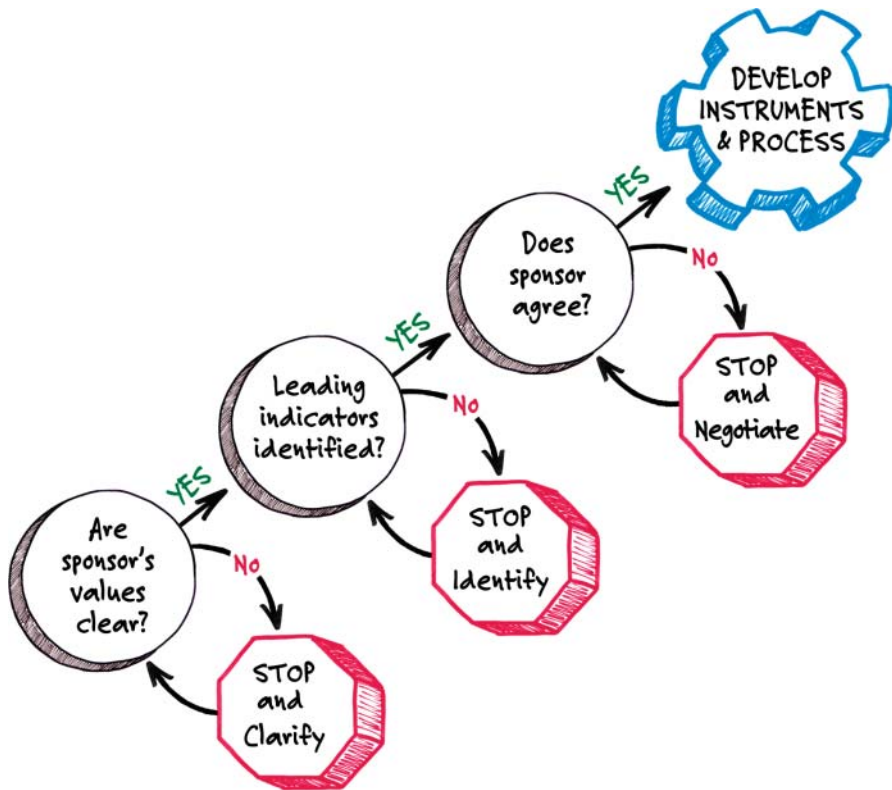 DEVELOP
INSTRUMENTS
& PROCESS
YES
Does
sponsor
agree?
No
YES
STOP
and
Negotiate
Leading
indicators
identified?
No
YES
STOP
and
Identify
Are
sponsor's
values
clear?
No
STOP
and
Clarify